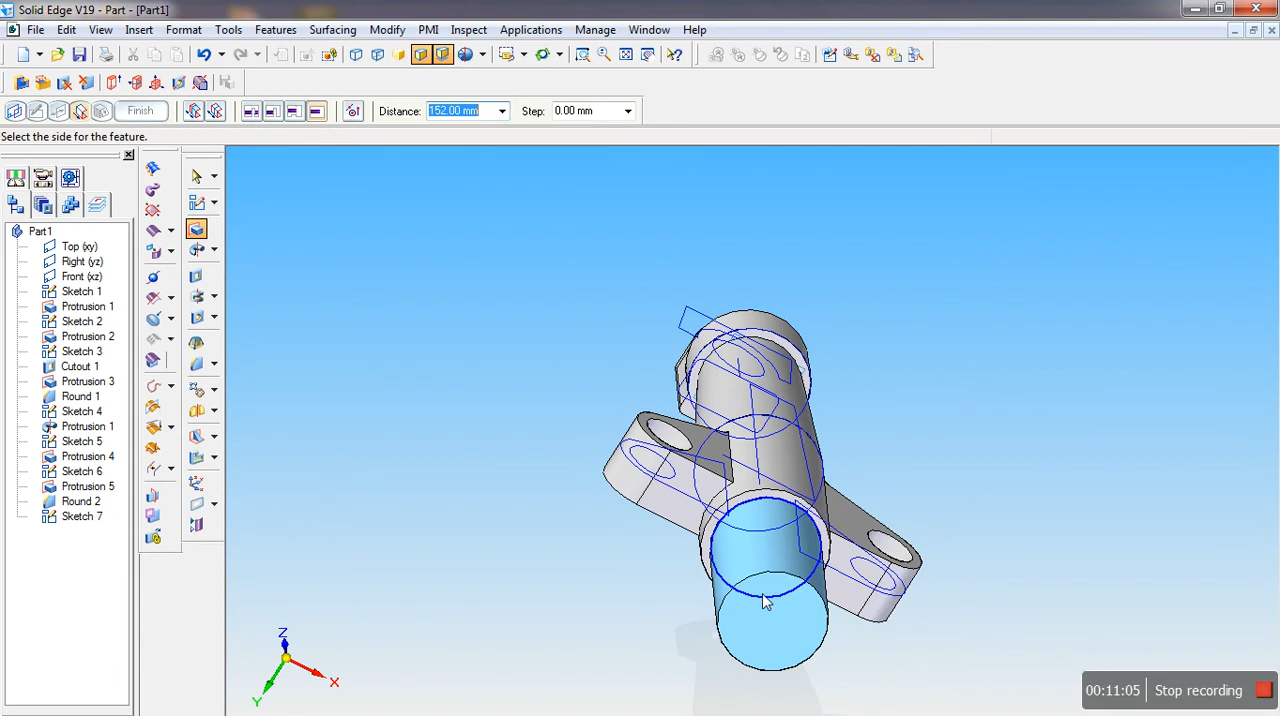 Solid Edge V19 - Part - [Part1]
File Edit View Insert Format Tools Features Surfacing Modify PMI Inspect Applications Manage Window Help
Finish Distance: 152.00 mm Step: 0.00 mm
Select the side for the feature.
Part1
Top (xy)
Right (yz)
Front (xz)
Sketch 1
Protrusion 1
Sketch 2
Protrusion 2
Sketch 3
Cutout 1
Protrusion 3
Round 1
Sketch 4
Protrusion 1
Sketch 5
Protrusion 4
Sketch 6
Protrusion 5
Round 2
Sketch 7
Z
X
Y
00:11:05 Stop recording